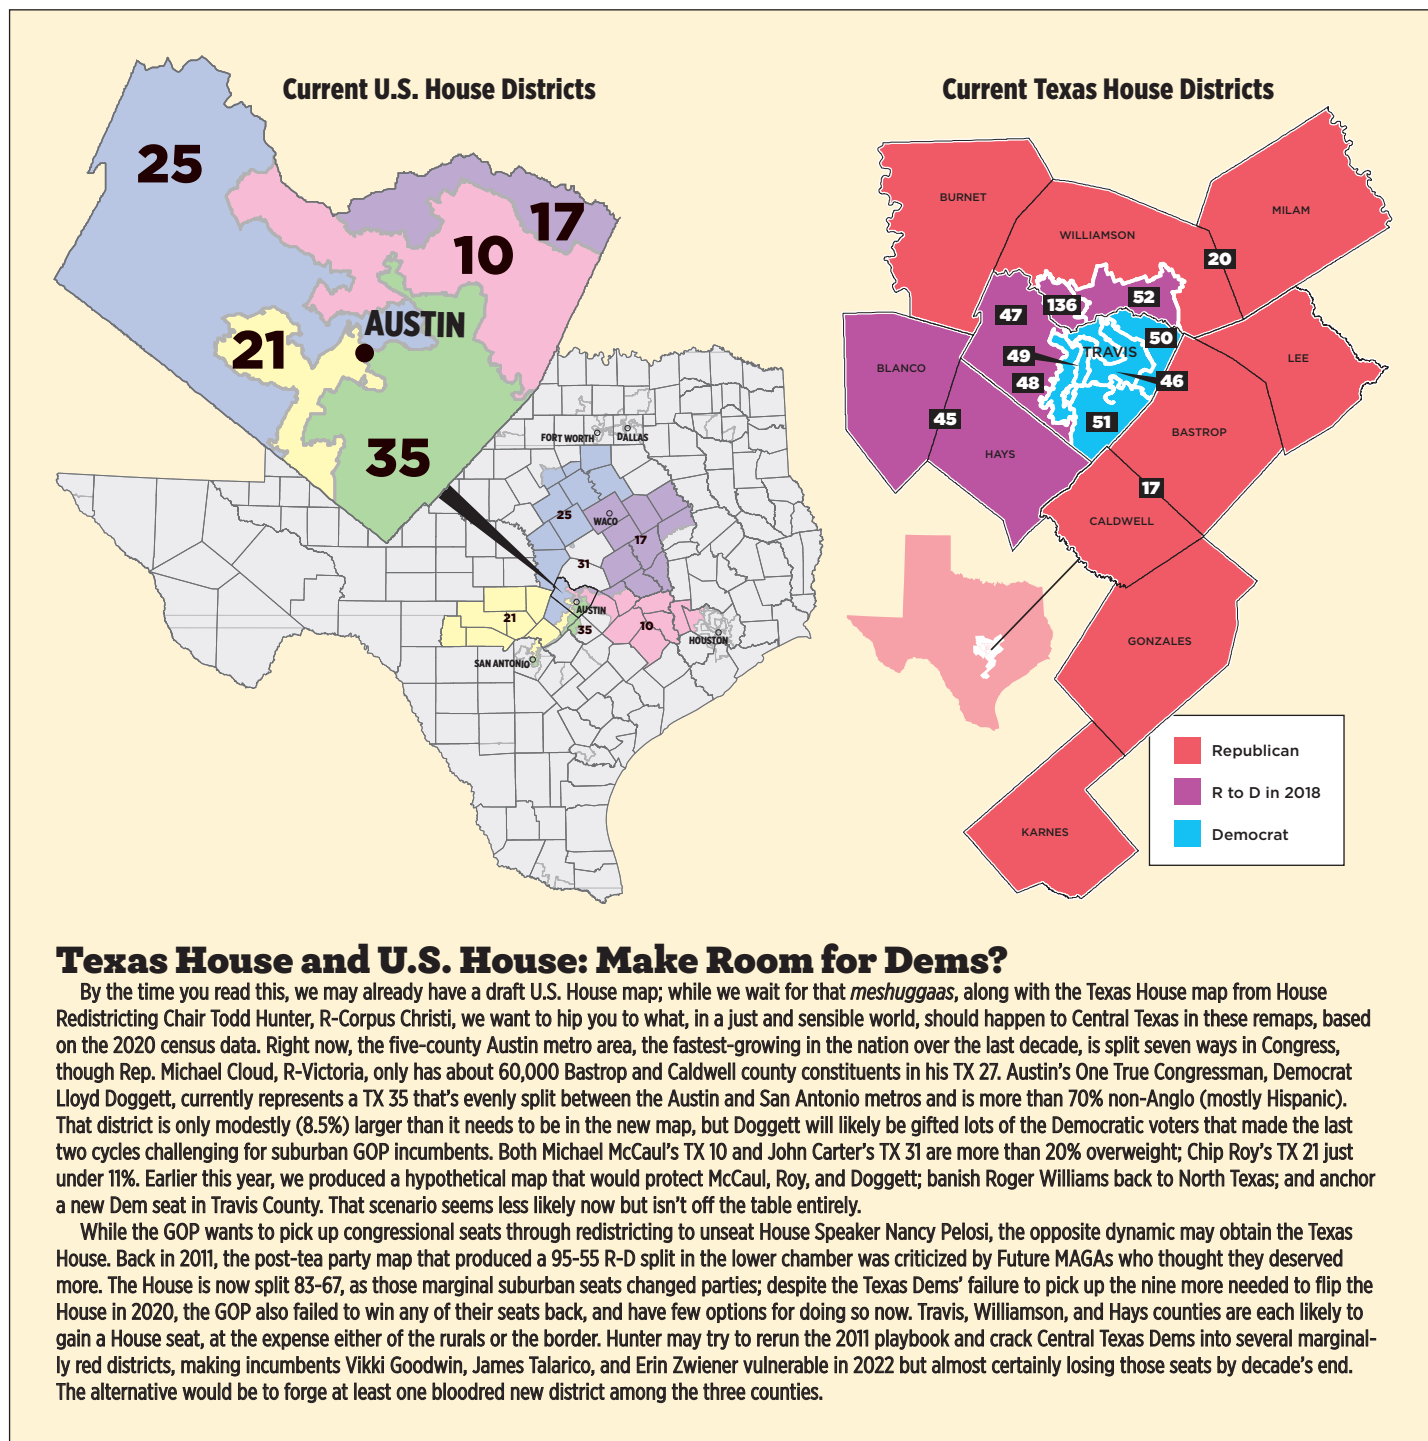 Current U.S. House Districts
25
17
10
AUSTIN
21
35
FORT WORTH
DALLAS
25
WACO
17
31
21
AUSTIN
35
10
HOUSTON
SAN ANTONIO
Current Texas House Districts
BURNET
MILAM
WILLIAMSON
20
52
136
47
50
TRAVIS
49
LEE
BLANCO
48
46
45
51
BASTROP
HAYS
17
CALDWELL
GONZALES
KARNES
Republican
R to D in 2018
Democrat
Texas House and U.S. House: Make Room for Dems?
By the time you read this, we may already have a draft U.S. House map; while we wait for that meshuggaas, along with the Texas House map from House
Redistricting Chair Todd Hunter, R-Corpus Christi, we want to hip you to what, in a just and sensible world, should happen to Central Texas in these remaps, based
on the 2020 census data. Right now, the five-county Austin metro area, the fastest-growing in the nation over the last decade, is split seven ways in Congress,
though Rep. Michael Cloud, R-Victoria, only has about 60,000 Bastrop and Caldwell county constituents in his TX 27. Austin's One True Congressman, Democrat
Lloyd Doggett, currently represents a TX 35 that's evenly split between the Austin and San Antonio metros and is more than 70% non-Anglo (mostly Hispanic).
That district is only modestly (8.5%) larger than it needs to be in the new map, but Doggett will likely be gifted lots of the Democratic voters that made the last
two cycles challenging for suburban GOP incumbents. Both Michael McCaul's TX 10 and John Carter's TX 31 are more than 20% overweight; Chip Roy's TX 21 just
under 11%. Earlier this year, we produced a hypothetical map that would protect McCaul, Roy, and Doggett; banish Roger Williams back to North Texas; and anchor
a new Dem seat in Travis County. That scenario seems less likely now but isn't off the table entirely.
While the GOP wants to pick up congressional seats through redistricting to unseat House Speaker Nancy Pelosi, the opposite dynamic may obtain the Texas
House. Back in 2011, the post-tea party map that produced a 95-55 R-D split in the lower chamber was criticized by Future MAGAs who thought they deserved
more. The House is now split 83-67, as those marginal suburban seats changed parties; despite the Texas Dems' failure to pick up the nine more needed to flip the
House in 2020, the GOP also failed to win any of their seats back, and have few options for doing so now. Travis, Williamson, and Hays counties are each likely to
gain a House seat, at the expense either of the rurals or the border. Hunter may try to rerun the 2011 playbook and crack Central Texas Dems into several marginal-
ly red districts, making incumbents Vikki Goodwin, James Talarico, and Erin Zwiener vulnerable in 2022 but almost certainly losing those seats by decade's end.
The alternative would be to forge at least one bloodred new district among the three counties.